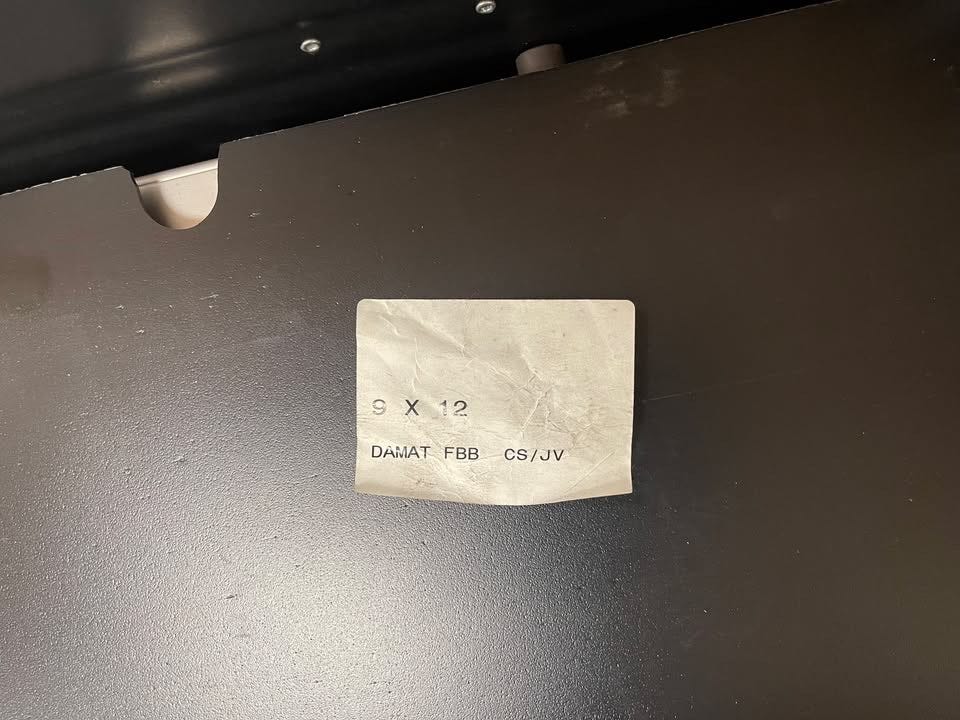 9 X 12
DAMAT FBB CS/JV